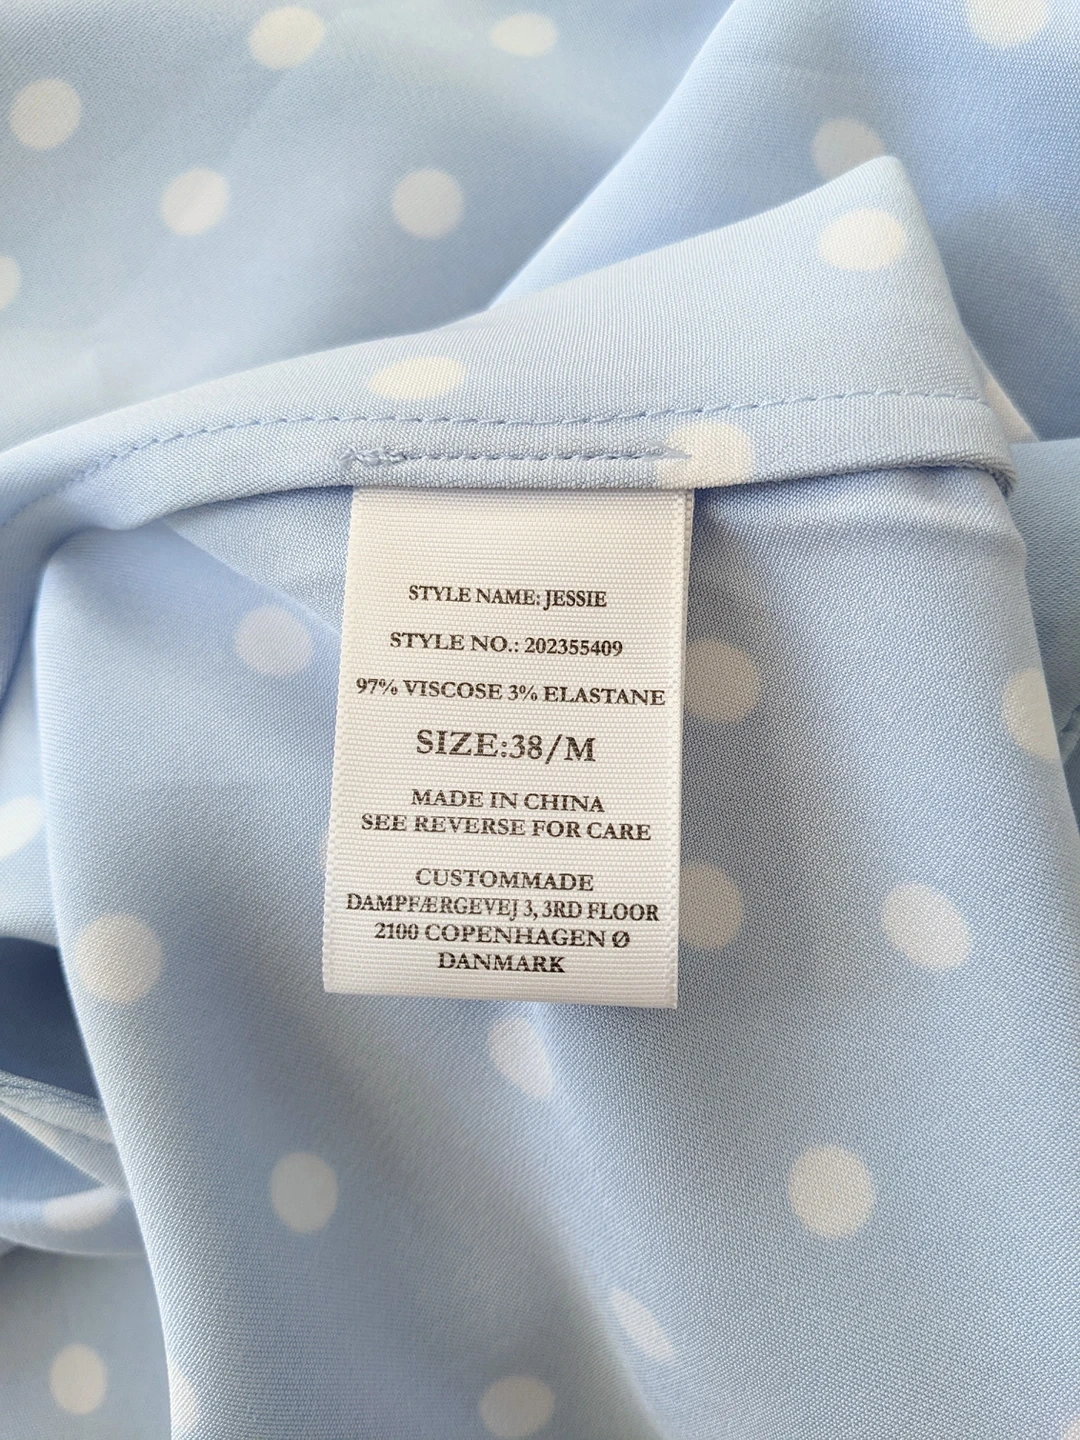 STYLE NAME: JESSIE
STYLE NO.: 202355409
97% VISCOSE 3% ELASTANE
SIZE:38/M
MADE IN CHINA
SEE REVERSE FOR CARE
CUSTOMMADE
DAMPFÆRGEVEJ 3, 3RD FLOOR
2100 COPENHAGEN Ø
DANMARK